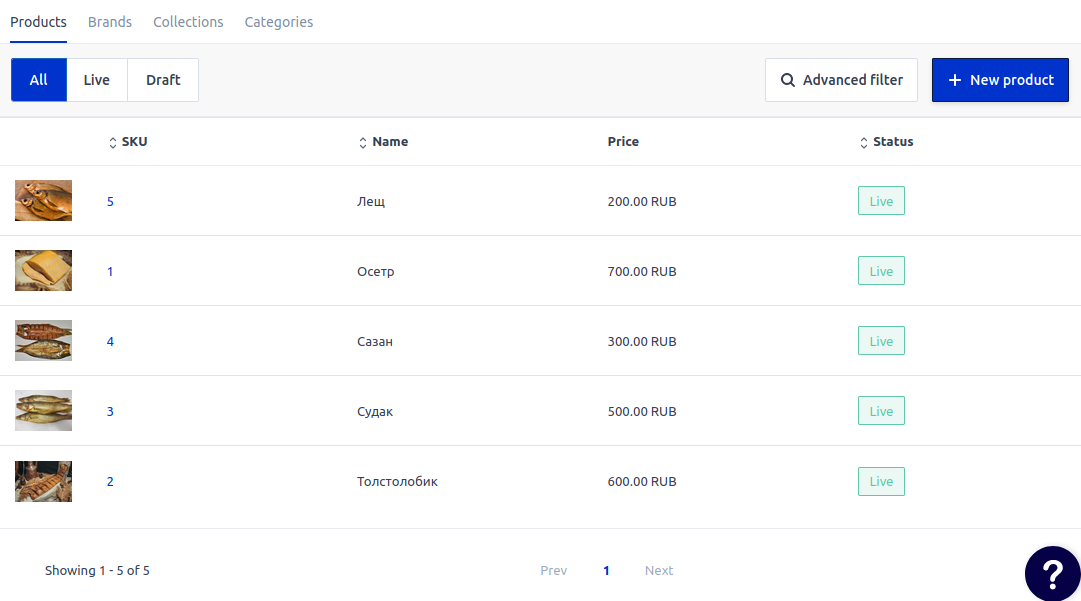 Products Brands Collections Categories
All Live Draft Advanced filter + New product
SKU Name Price Status
5 Лещ 200.00 RUB Live
1 Осетр 700.00 RUB Live
4 Сазан 300.00 RUB Live
3 Судак 500.00 RUB Live
2 Толстолобик 600.00 RUB Live
Showing 1 - 5 of 5 Prev 1 Next ?